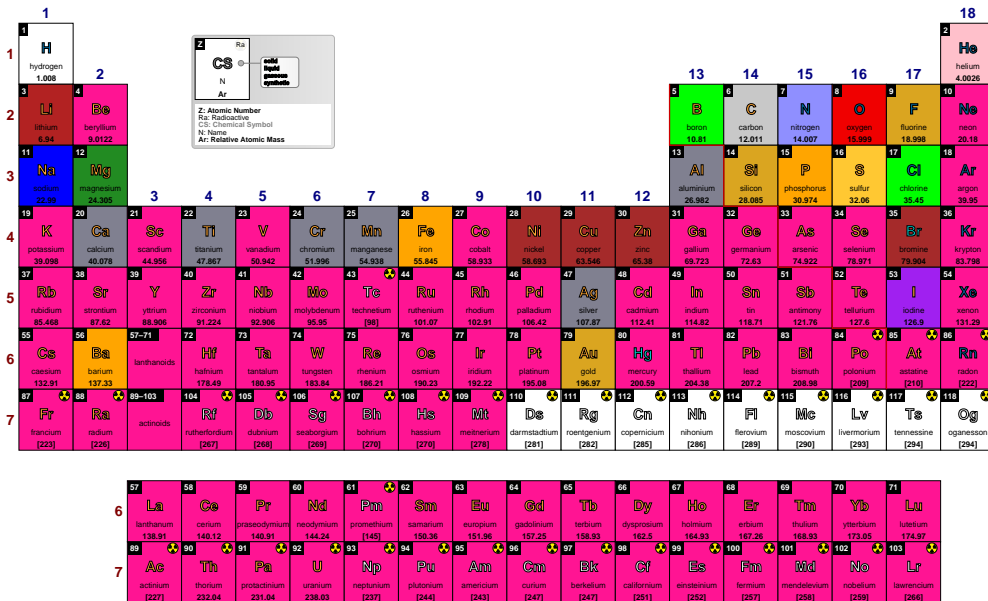 1
18
1 H hydrogen 1.008
2 He helium 4.0026
Z
Ra
CS
N
Ar
solid
liquid
gaseous
synthetic
Z: Atomic Number
Ra: Radioactive
CS: Chemical Symbol
N: Name
Ar: Relative Atomic Mass
1
2
13 14 15 16 17
2
3 Li lithium 6.94
4 Be beryllium 9.0122
5 B boron 10.81
6 C carbon 12.011
7 N nitrogen 14.007
8 O oxygen 15.999
9 F fluorine 18.998
10 Ne neon 20.18
3
11 Na sodium 22.99
12 Mg magnesium 24.305
13 Al aluminium 26.982
14 Si silicon 28.085
15 P phosphorus 30.974
16 S sulfur 32.06
17 Cl chlorine 35.45
18 Ar argon 39.95
3 4 5 6 7 8 9 10 11 12
4
19 K potassium 39.098
20 Ca calcium 40.078
21 Sc scandium 44.956
22 Ti titanium 47.867
23 V vanadium 50.942
24 Cr chromium 51.996
25 Mn manganese 54.938
26 Fe iron 55.845
27 Co cobalt 58.933
28 Ni nickel 58.693
29 Cu copper 63.546
30 Zn zinc 65.38
31 Ga gallium 69.723
32 Ge germanium 72.63
33 As arsenic 74.922
34 Se selenium 78.971
35 Br bromine 79.904
36 Kr krypton 83.798
5
37 Rb rubidium 85.468
38 Sr strontium 87.62
39 Y yttrium 88.906
40 Zr zirconium 91.224
41 Nb niobium 92.906
42 Mo molybdenum 95.95
43 Tc technetium [98]
44 Ru ruthenium 101.07
45 Rh rhodium 102.91
46 Pd palladium 106.42
47 Ag silver 107.87
48 Cd cadmium 112.41
49 In indium 114.82
50 Sn tin 118.71
51 Sb antimony 121.76
52 Te tellurium 127.6
53 I iodine 126.9
54 Xe xenon 131.29
6
55 Cs caesium 132.91
56 Ba barium 137.33
57–71 lanthanoids
72 Hf hafnium 178.49
73 Ta tantalum 180.95
74 W tungsten 183.84
75 Re rhenium 186.21
76 Os osmium 190.23
77 Ir iridium 192.22
78 Pt platinum 195.08
79 Au gold 196.97
80 Hg mercury 200.59
81 Tl thallium 204.38
82 Pb lead 207.2
83 Bi bismuth 208.98
84 Po polonium [209]
85 At astatine [210]
86 Rn radon [222]
7
87 Fr francium [223]
88 Ra radium [226]
89–103 actinoids
104 Rf rutherfordium [267]
105 Db dubnium [268]
106 Sg seaborgium [269]
107 Bh bohrium [270]
108 Hs hassium [270]
109 Mt meitnerium [278]
110 Ds darmstadtium [281]
111 Rg roentgenium [282]
112 Cn copernicium [285]
113 Nh nihonium [286]
114 Fl flerovium [289]
115 Mc moscovium [290]
116 Lv livermorium [293]
117 Ts tennessine [294]
118 Og oganesson [294]
6
57 La lanthanum 138.91
58 Ce cerium 140.12
59 Pr praseodymium 140.91
60 Nd neodymium 144.24
61 Pm promethium [145]
62 Sm samarium 150.36
63 Eu europium 151.96
64 Gd gadolinium 157.25
65 Tb terbium 158.93
66 Dy dysprosium 162.5
67 Ho holmium 164.93
68 Er erbium 167.26
69 Tm thulium 168.93
70 Yb ytterbium 173.05
71 Lu lutetium 174.97
7
89 Ac actinium [227]
90 Th thorium 232.04
91 Pa protactinium 231.04
92 U uranium 238.03
93 Np neptunium [237]
94 Pu plutonium [244]
95 Am americium [243]
96 Cm curium [247]
97 Bk berkelium [247]
98 Cf californium [251]
99 Es einsteinium [252]
100 Fm fermium [257]
101 Md mendelevium [258]
102 No nobelium [259]
103 Lr lawrencium [266]